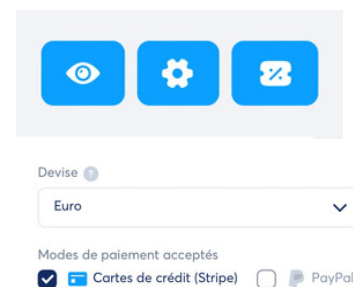 Devise ?
Euro
Modes de paiement acceptés
Cartes de crédit (Stripe) PayPal